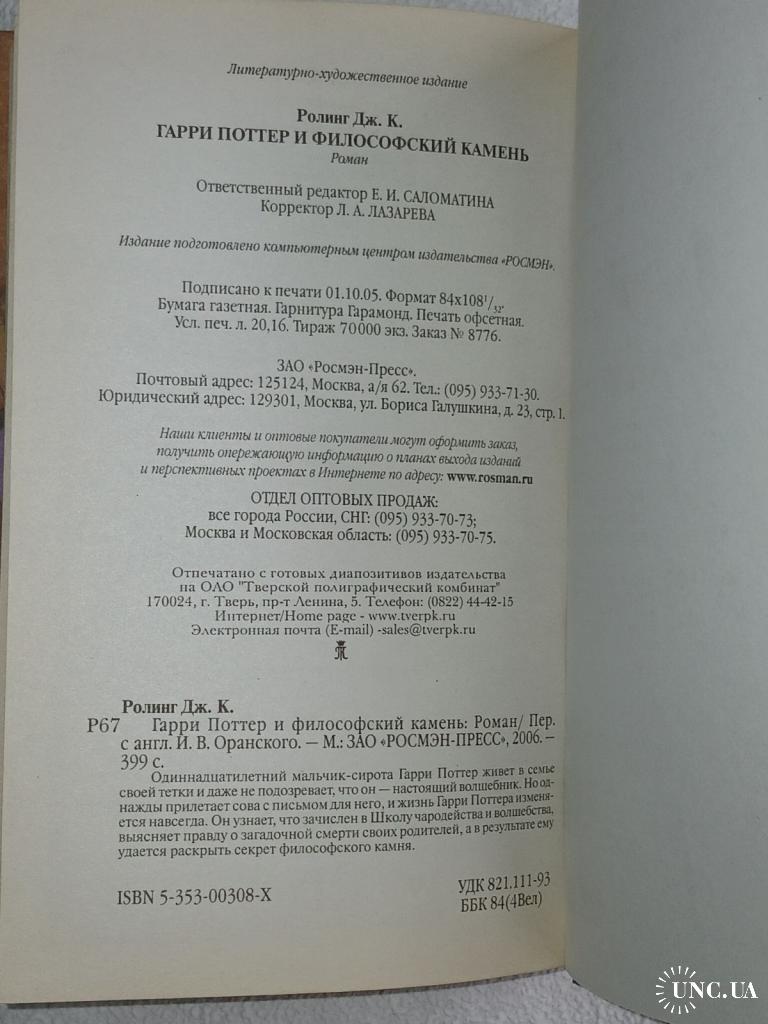 Литературно-художественное издание
Ролинг Дж. К.
ГАРРИ ПОТТЕР И ФИЛОСОФСКИЙ КАМЕНЬ
Роман
Ответственный редактор Е. И. САЛОМАТИНА
Корректор Л. А. ЛАЗАРЕВА
Издание подготовлено компьютерным центром издательства «РОСМЭН».
Подписано к печати 01.10.05. Формат 84х108¹/₃₂.
Бумага газетная. Гарнитура Гарамонд. Печать офсетная.
Усл. печ. л. 20,16. Тираж 70000 экз. Заказ № 8776.
ЗАО «Росмэн-Пресс».
Почтовый адрес: 125124, Москва, а/я 62. Тел.: (095) 933-71-30.
Юридический адрес: 129301, Москва, ул. Бориса Галушкина, д. 23, стр. 1.
Наши клиенты и оптовые покупатели могут оформить заказ,
получить опережающую информацию о планах выхода изданий
и перспективных проектах в Интернете по адресу: www.rosman.ru
ОТДЕЛ ОПТОВЫХ ПРОДАЖ:
все города России, СНГ: (095) 933-70-73;
Москва и Московская область: (095) 933-70-75.
Отпечатано с готовых диапозитивов издательства
на ОАО "Тверской полиграфический комбинат"
170024, г. Тверь, пр-т Ленина, 5. Телефон: (0822) 44-42-15
Интернет/Home page - www.tverpk.ru
Электронная почта (E-mail) -sales@tverpk.ru
Ролинг Дж. К.
Р67 Гарри Поттер и философский камень: Роман/ Пер.
с англ. И. В. Оранского. — М.: ЗАО «РОСМЭН-ПРЕСС», 2006. —
399 с.
Одиннадцатилетний мальчик-сирота Гарри Поттер живет в семье
своей тетки и даже не подозревает, что он — настоящий волшебник. Но од-
нажды прилетает сова с письмом для него, и жизнь Гарри Поттера изменя-
ется навсегда. Он узнает, что зачислен в Школу чародейства и волшебства,
выясняет правду о загадочной смерти своих родителей, а в результате ему
удается раскрыть секрет философского камня.
ISBN 5-353-00308-X
УДК 821.111-93
ББК 84(4Вел)
UNC.UA